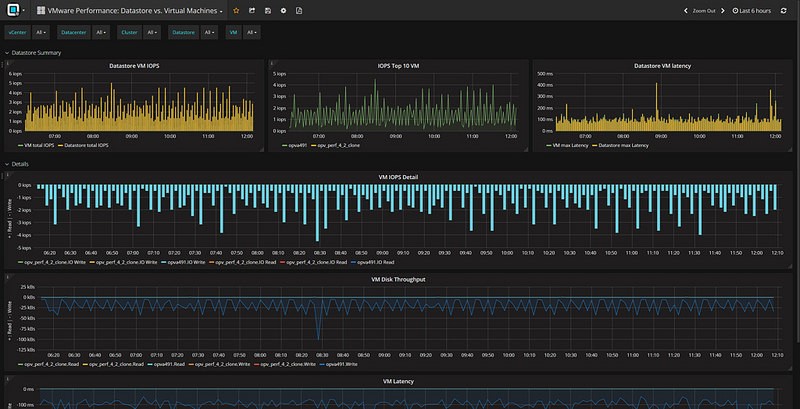 VMware Performance: Datastore vs. Virtual Machines
Zoom Out
Last 6 hours
vCenter All Datacenter All Cluster All Datastore All VM All
Datastore Summary
Datastore VM IOPS
6 iops
5 iops
4 iops
3 iops
2 iops
1 iops
0 iops
07:00 08:00 09:00 10:00 11:00 12:00
VM total IOPS Datastore total IOPS
IOPS Top 10 VM
5 iops
4 iops
3 iops
2 iops
1 iops
0 iops
07:00 08:00 09:00 10:00 11:00 12:00
opva491 opv_perf_4_2_clone
Datastore VM latency
500 ms
400 ms
300 ms
200 ms
100 ms
0 ms
07:00 08:00 09:00 10:00 11:00 12:00
VM max Latency Datastore max Latency
Details
VM IOPS Detail
+ Read | - Write
0 iops
-1 iops
-2 iops
-3 iops
-4 iops
-5 iops
06:20 06:30 06:40 06:50 07:00 07:10 07:20 07:30 07:40 07:50 08:00 08:10 08:20 08:30 08:40 08:50 09:00 09:10 09:20 09:30 09:40 09:50 10:00 10:10 10:20 10:30 10:40 10:50 11:00 11:10 11:20 11:30 11:40 11:50 12:00 12:10
opv_perf_4_2_clone.IO Write opv_perf_4_2_clone.IO Write opva491.IO Write opv_perf_4_2_clone.IO Read opv_perf_4_2_clone.IO Read opva491.IO Read
VM Disk Throughput
+ Read | - Write
25 kBs
0 kBs
-25 kBs
-50 kBs
-75 kBs
-100 kBs
-125 kBs
06:20 06:30 06:40 06:50 07:00 07:10 07:20 07:30 07:40 07:50 08:00 08:10 08:20 08:30 08:40 08:50 09:00 09:10 09:20 09:30 09:40 09:50 10:00 10:10 10:20 10:30 10:40 10:50 11:00 11:10 11:20 11:30 11:40 11:50 12:00 12:10
opv_perf_4_2_clone.Read opv_perf_4_2_clone.Read opva491.Read opv_perf_4_2_clone.Write opv_perf_4_2_clone.Write opva491.Write
VM Latency
0 ms
-100 ms